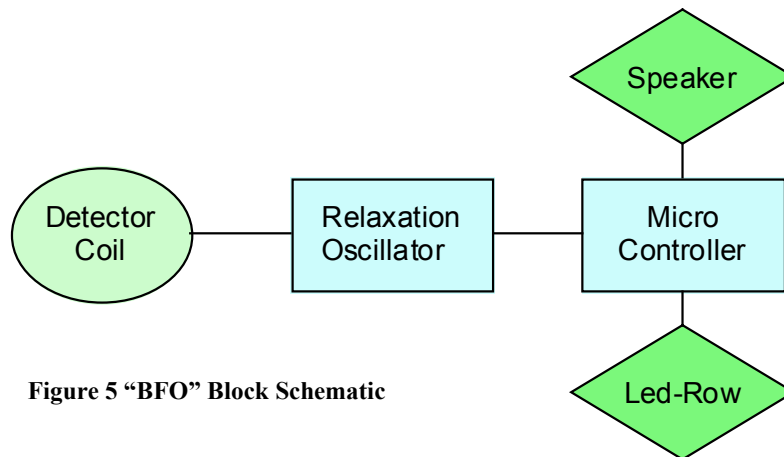 Speaker
Detector
Coil
Relaxation
Oscillator
Micro
Controller
Led-Row
Figure 5 “BFO” Block Schematic